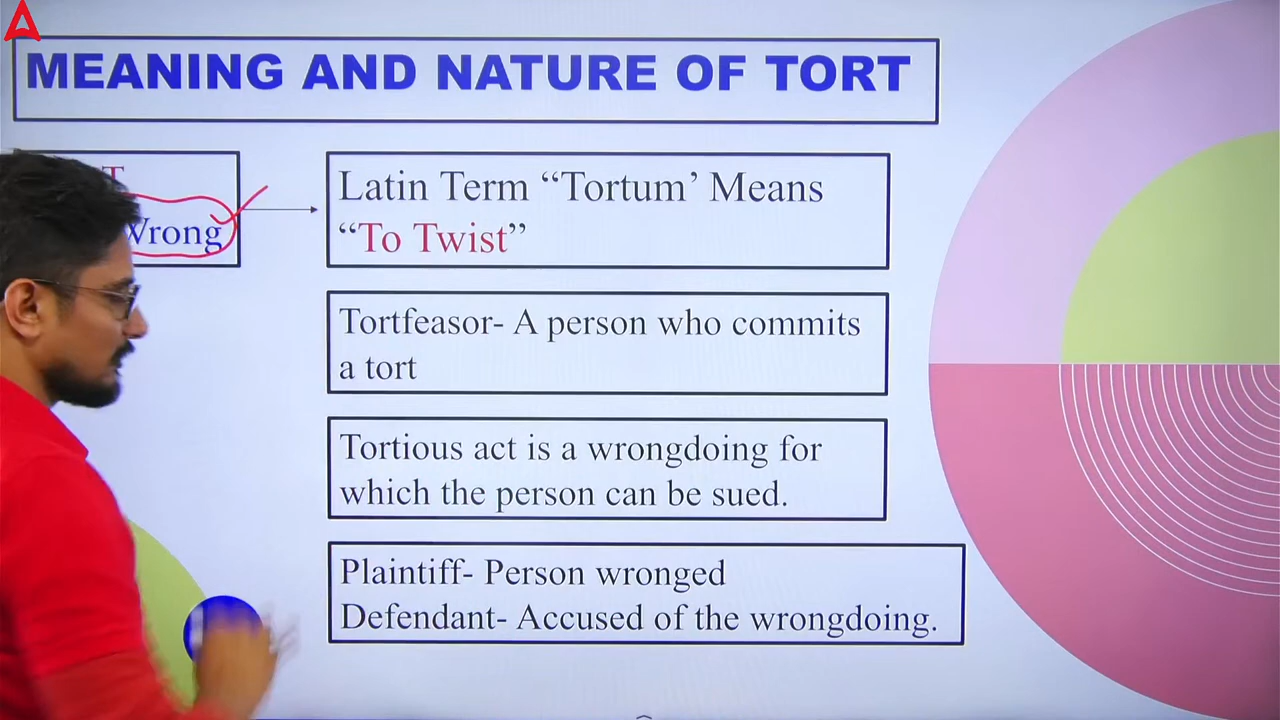 MEANING AND NATURE OF TORT
T
Wrong
Latin Term “Tortum’ Means
“To Twist”
Tortfeasor- A person who commits
a tort
Tortious act is a wrongdoing for
which the person can be sued.
Plaintiff- Person wronged
Defendant- Accused of the wrongdoing.